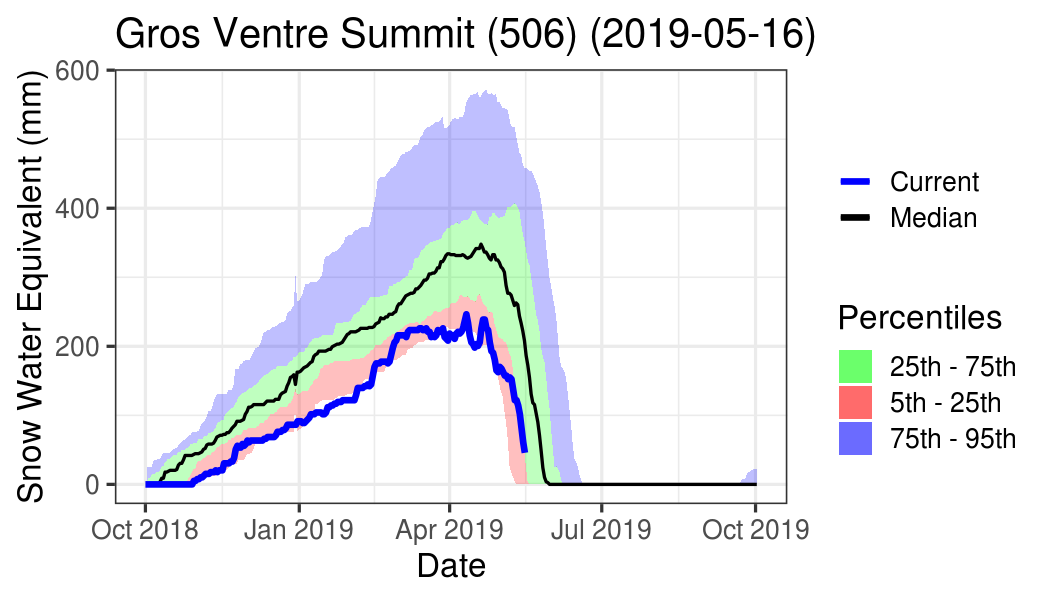 Gros Ventre Summit (506) (2019-05-16)
Snow Water Equivalent (mm)
600
400
200
0
Oct 2018
Jan 2019
Apr 2019
Jul 2019
Oct 2019
Date
Current
Median
Percentiles
25th - 75th
5th - 25th
75th - 95th